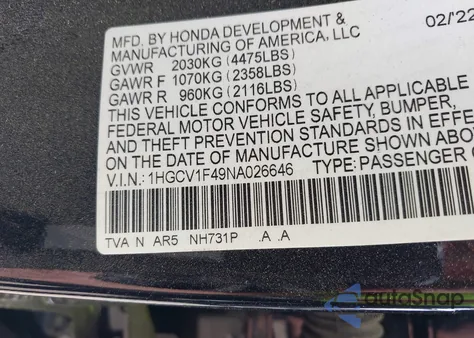 MFD. BY HONDA DEVELOPMENT & 02/'22
MANUFACTURING OF AMERICA, LLC
GVWR 2030KG (4475LBS)
GAWR F 1070KG (2358LBS)
GAWR R 960KG (2116LBS)
THIS VEHICLE CONFORMS TO ALL APPLICABLE
FEDERAL MOTOR VEHICLE SAFETY, BUMPER,
AND THEFT PREVENTION STANDARDS IN EFFE
ON THE DATE OF MANUFACTURE SHOWN ABO
V.I.N.: 1HGCV1F49NA026646 TYPE: PASSENGER
TVA N AR5 NH731P .A .A
autoSnap